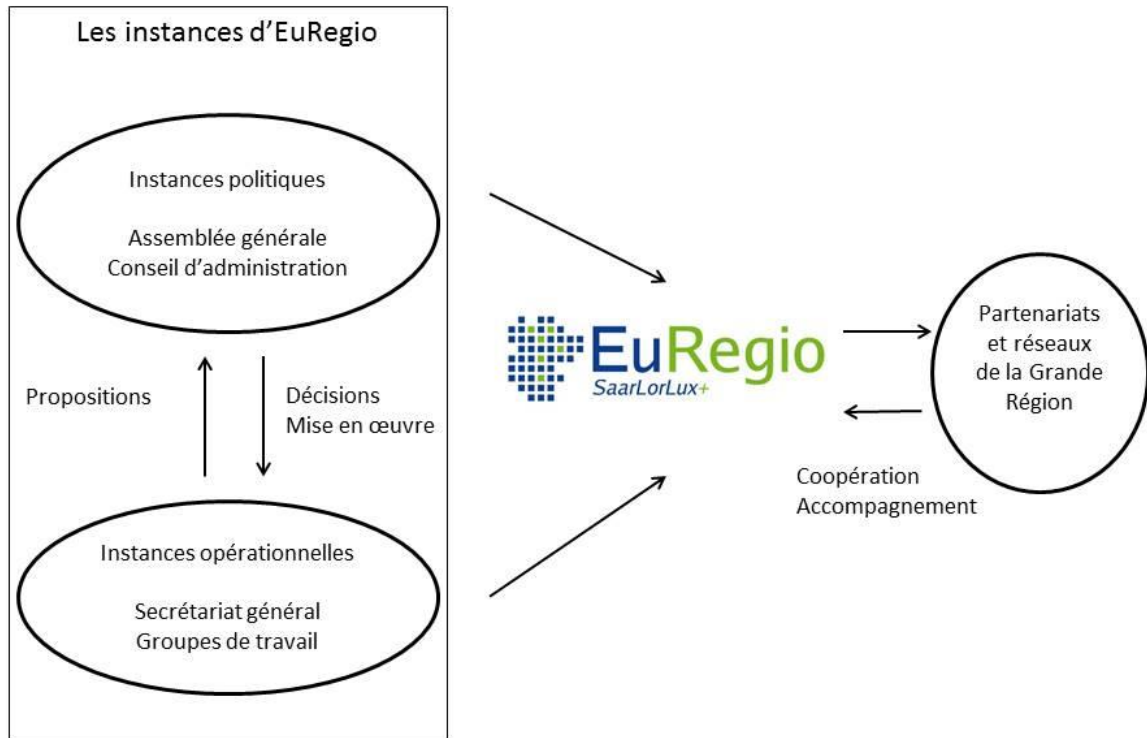 Les instances d’EuRegio
Instances politiques
Assemblée générale
Conseil d’administration
Propositions
Décisions
Mise en œuvre
Instances opérationnelles
Secrétariat général
Groupes de travail
EuRegio
SaarLorLux+
Partenariats
et réseaux
de la Grande
Région
Coopération
Accompagnement